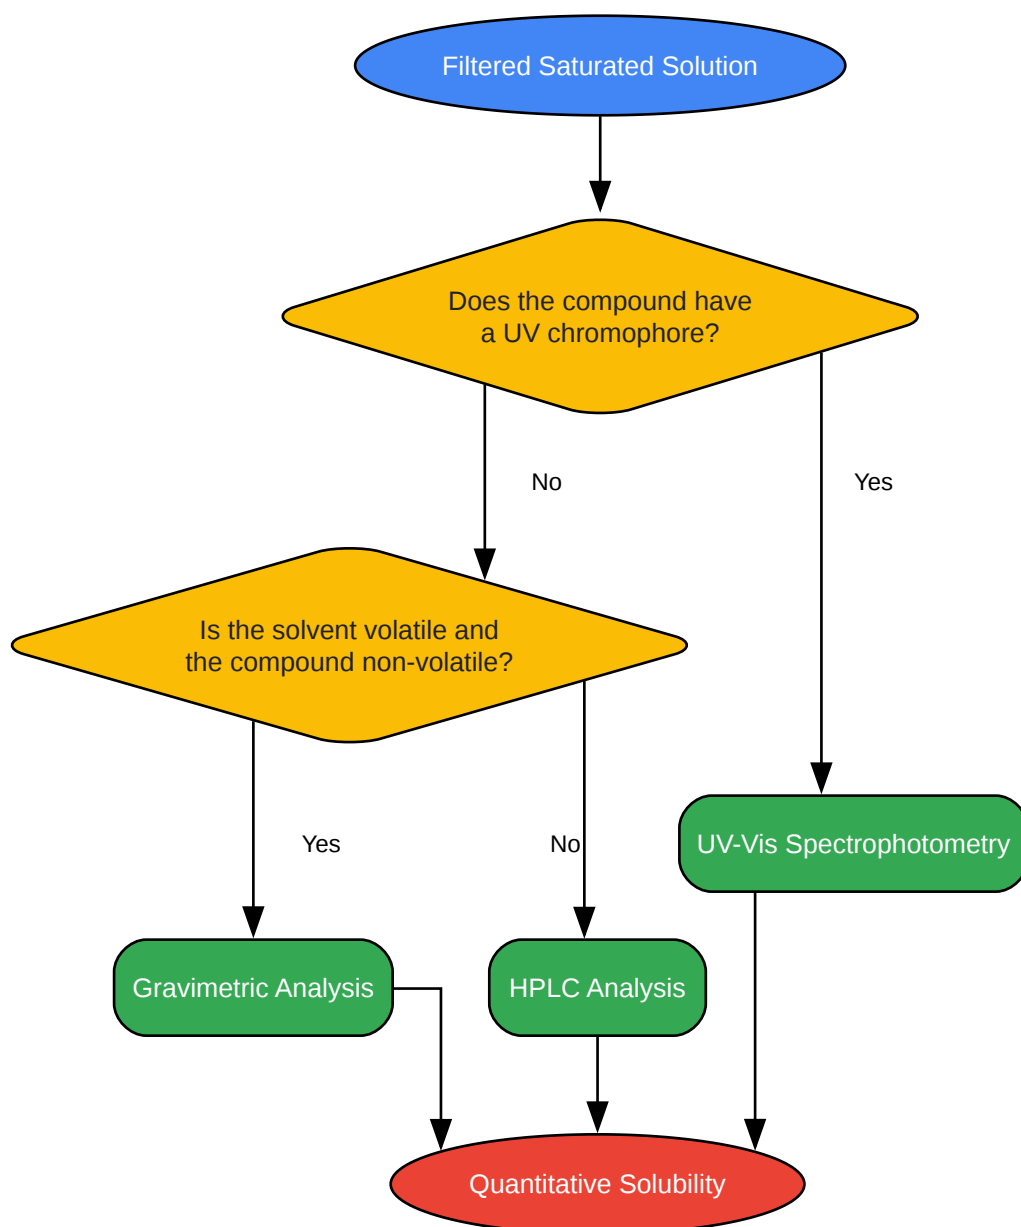 Filtered Saturated Solution
Does the compound have
a UV chromophore?
No
Yes
Is the solvent volatile and
the compound non-volatile?
Yes
No
UV-Vis Spectrophotometry
Gravimetric Analysis
HPLC Analysis
Quantitative Solubility